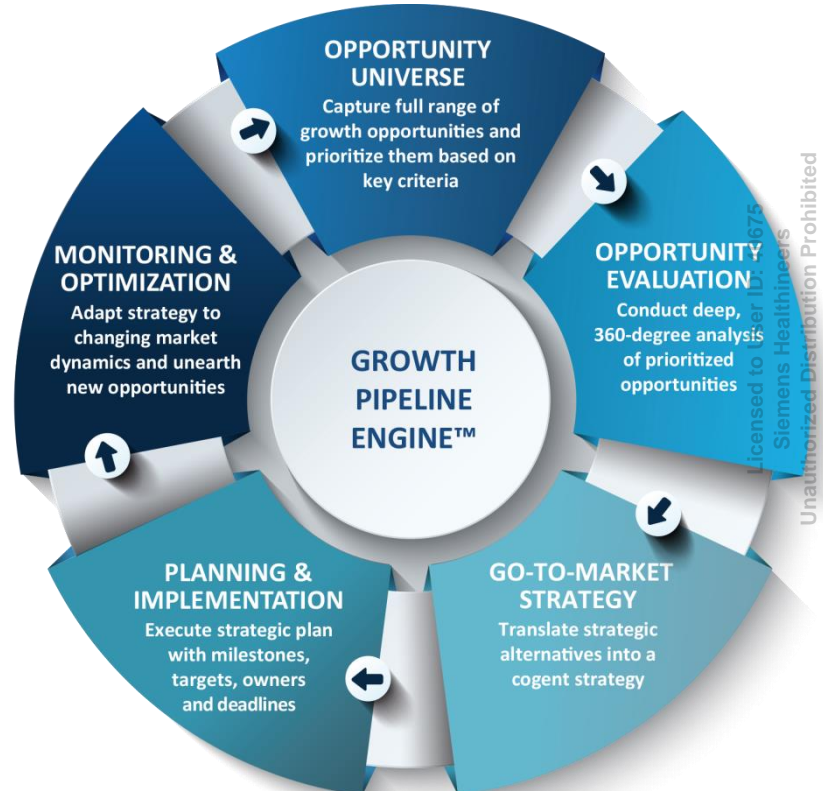 OPPORTUNITY
UNIVERSE
Capture full range of
growth opportunities and
prioritize them based on
key criteria
OPPORTUNITY
EVALUATION
Conduct deep,
360-degree analysis
of prioritized
opportunities
GO-TO-MARKET
STRATEGY
Translate strategic
alternatives into a
cogent strategy
PLANNING &
IMPLEMENTATION
Execute strategic plan
with milestones,
targets, owners
and deadlines
MONITORING &
OPTIMIZATION
Adapt strategy to
changing market
dynamics and unearth
new opportunities
GROWTH
PIPELINE
ENGINE™
Licensed to User ID:
Siemens Healthineers
Unauthorized Distribution Prohibited